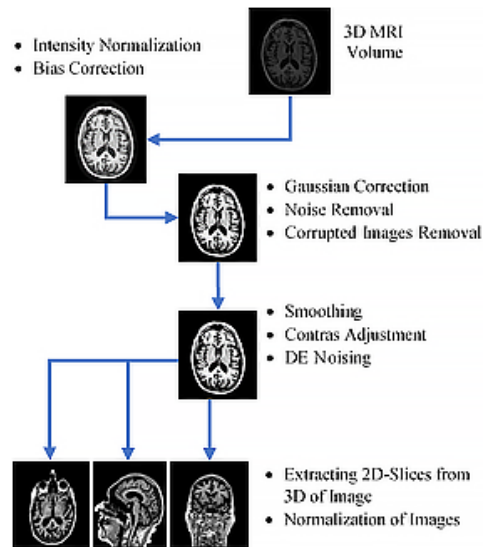 3D MRI
Volume
• Intensity Normalization
• Bias Correction
• Gaussian Correction
• Noise Removal
• Corrupted Images Removal
• Smoothing
• Contras Adjustment
• DE Noising
• Extracting 2D-Slices from
3D of Image
• Normalization of Images